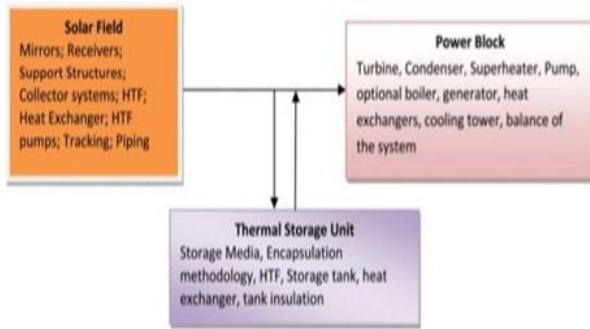 Solar Field
Mirrors; Receivers;
Support Structures;
Collector systems; HTF;
Heat Exchanger; HTF
pumps; Tracking; Piping
Power Block
Turbine, Condenser, Superheater, Pump,
optional boiler, generator, heat
exchangers, cooling tower, balance of
the system
Thermal Storage Unit
Storage Media, Encapsulation
methodology, HTF, Storage tank, heat
exchanger, tank insulation